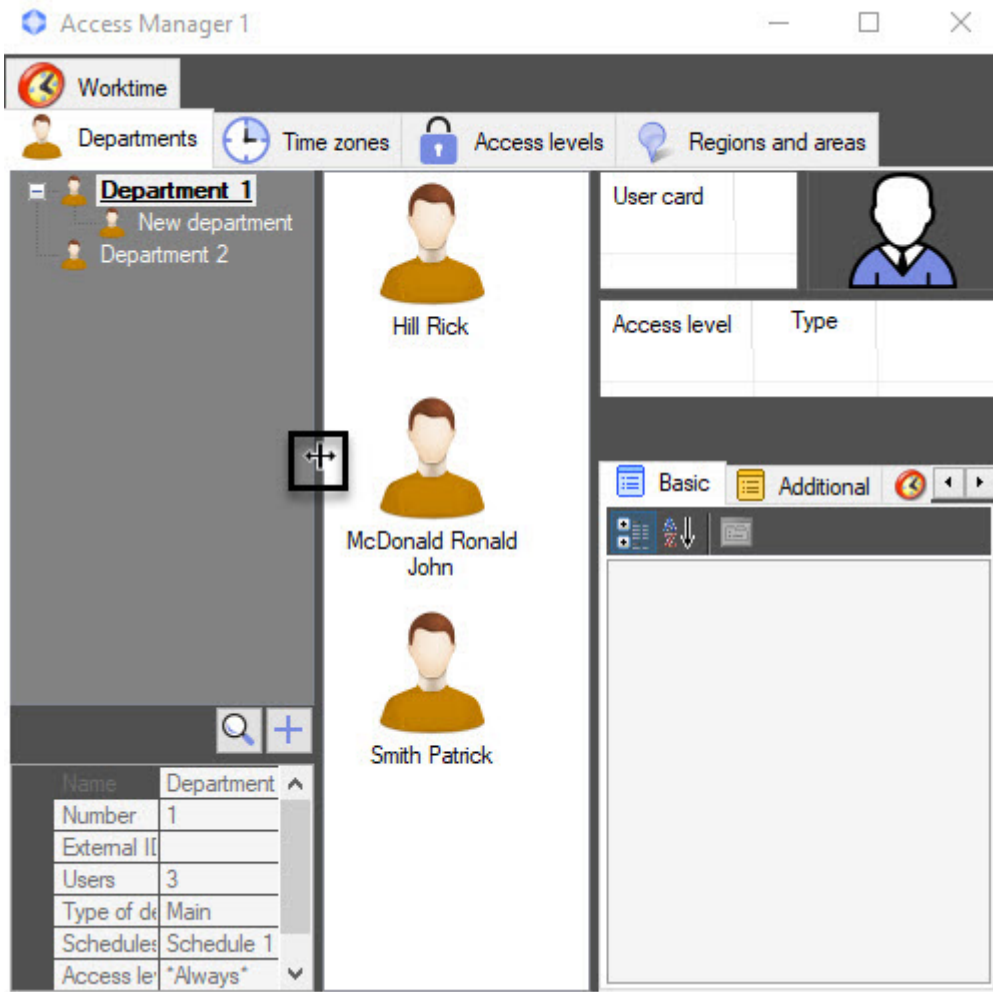 Access Manager 1
Worktime
Departments Time zones Access levels Regions and areas
Department 1
New department
Department 2
Hill Rick
McDonald Ronald
John
Smith Patrick
User card
Access level Type
Basic Additional
Name Department
Number 1
External ID
Users 3
Type of de Main
Schedules Schedule 1
Access le *Always*